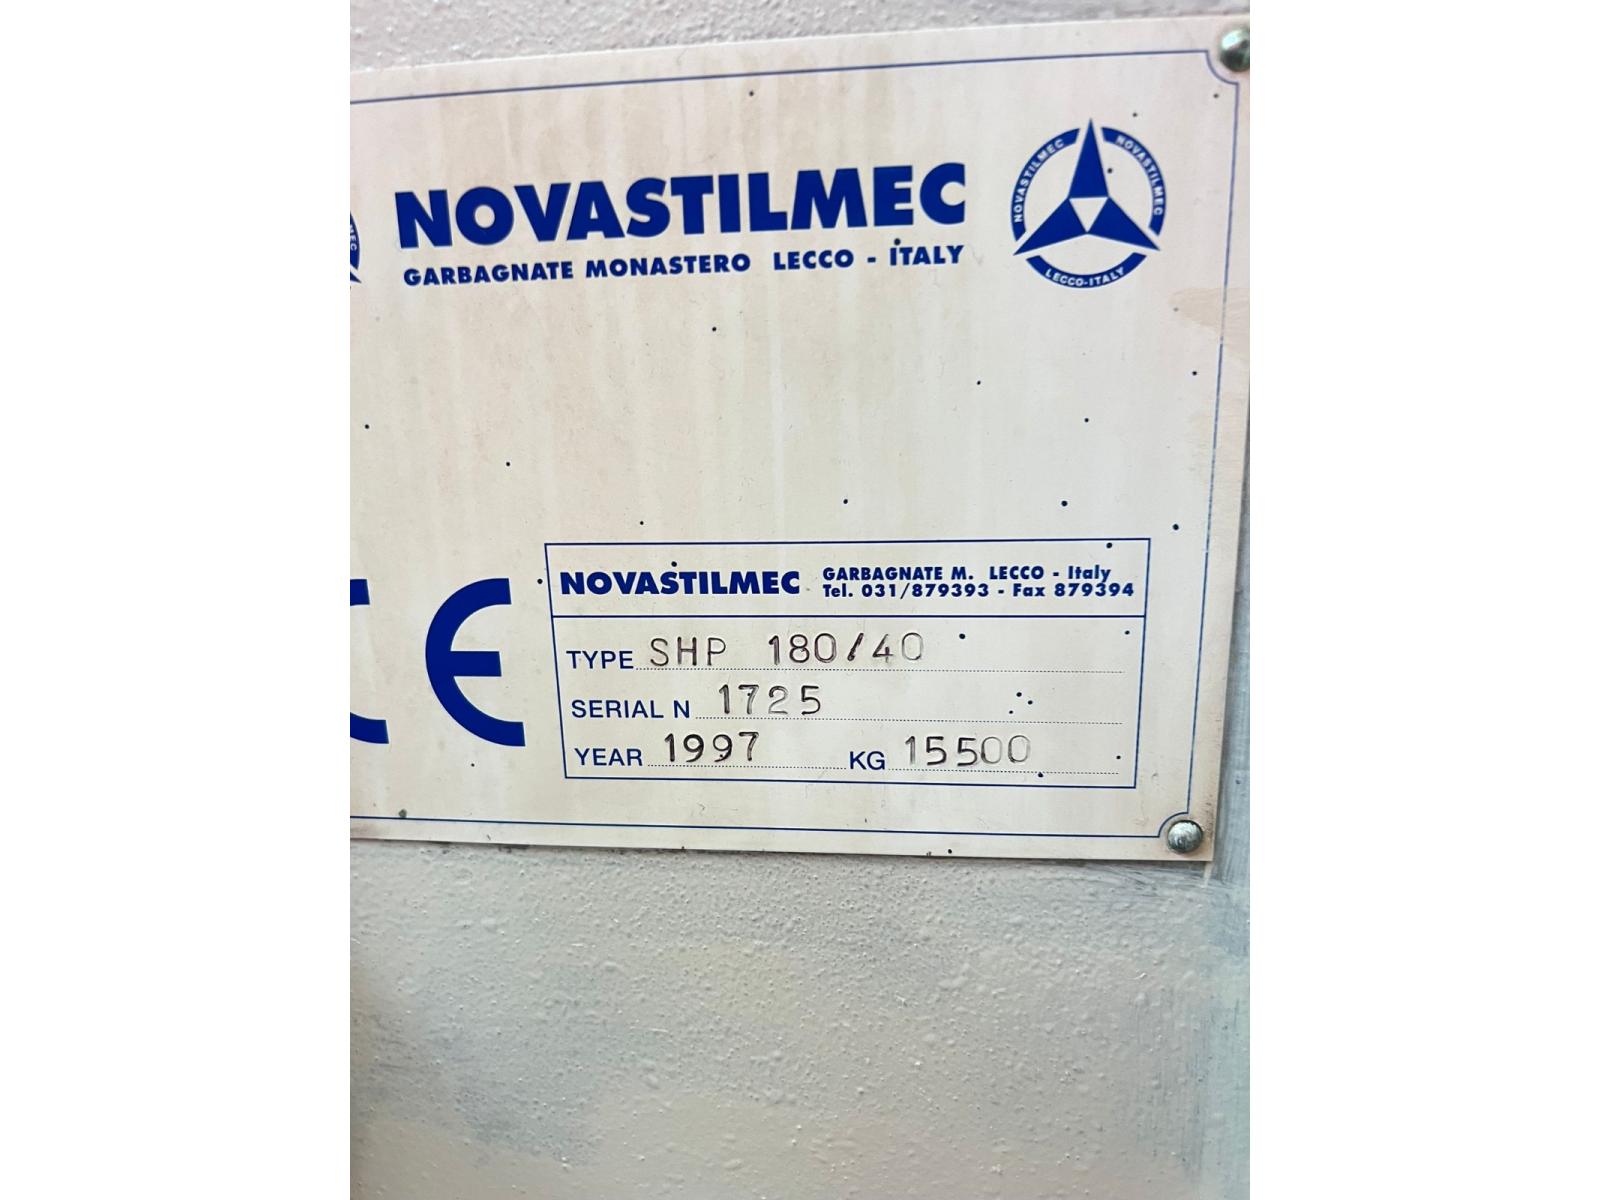 NOVASTILMEC
GARBAGNATE MONASTERO LECCO - ITALY
NOVASTILMEC NOVASTILMEC
LECCO-ITALY
CE
NOVASTILMEC GARBAGNATE M. LECCO - Italy
Tel. 031/879393 - Fax 879394
TYPE SHP 180/40
SERIAL N 1725
YEAR 1997 KG 15500